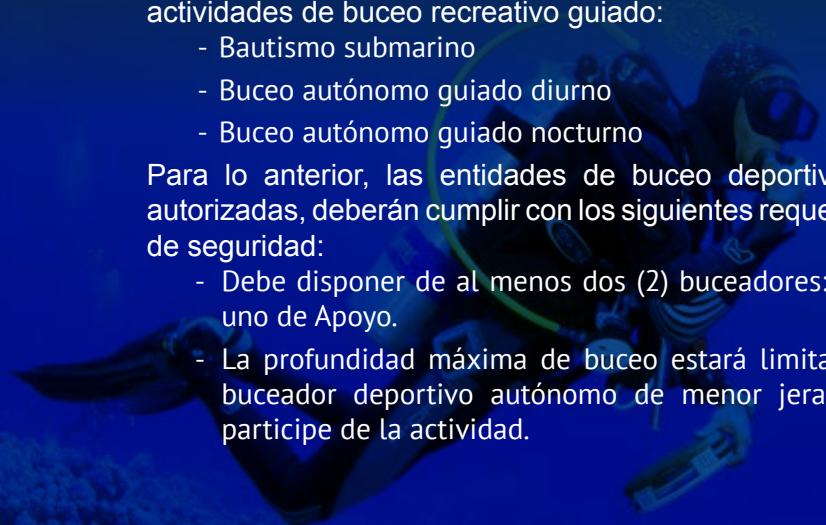 actividades de buceo recreativo guiado:
- Bautismo submarino
- Buceo autónomo guiado diurno
- Buceo autónomo guiado nocturno
Para lo anterior, las entidades de buceo deportiv
autorizadas, deberán cumplir con los siguientes reque
de seguridad:
- Debe disponer de al menos dos (2) buceadores:
uno de Apoyo.
- La profundidad máxima de buceo estará limita
buceador deportivo autónomo de menor jera
participe de la actividad.